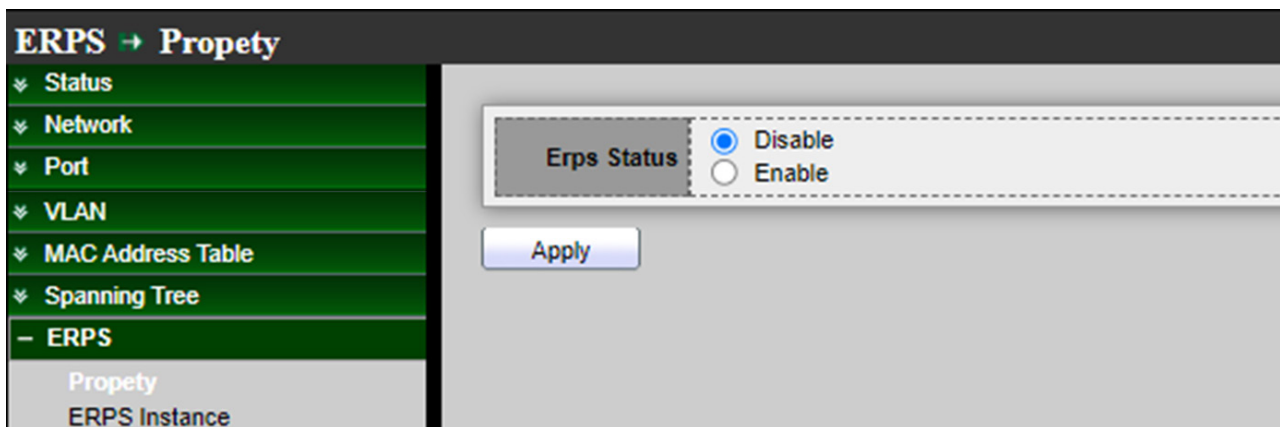 ERPS Propety
Status
Network
Port
VLAN
MAC Address Table
Spanning Tree
ERPS
Propety
ERPS Instance
Erps Status
Disable
Enable
Apply